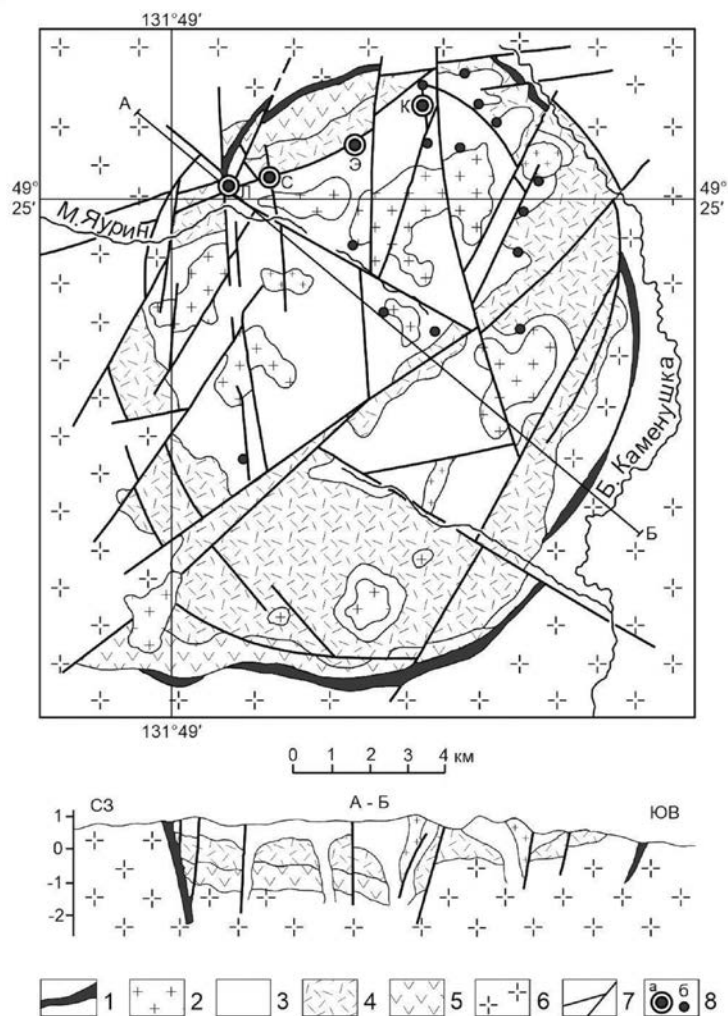 131°49′
А
К
Э
С
П
49°
25′
49°
25′
М. Яурин
Б. Каменушка
Б
131°49′
0 1 2 3 4 км
СЗ А - Б ЮВ
1
0
-1
-2
1 2 3 4 5 6 7 а б 8